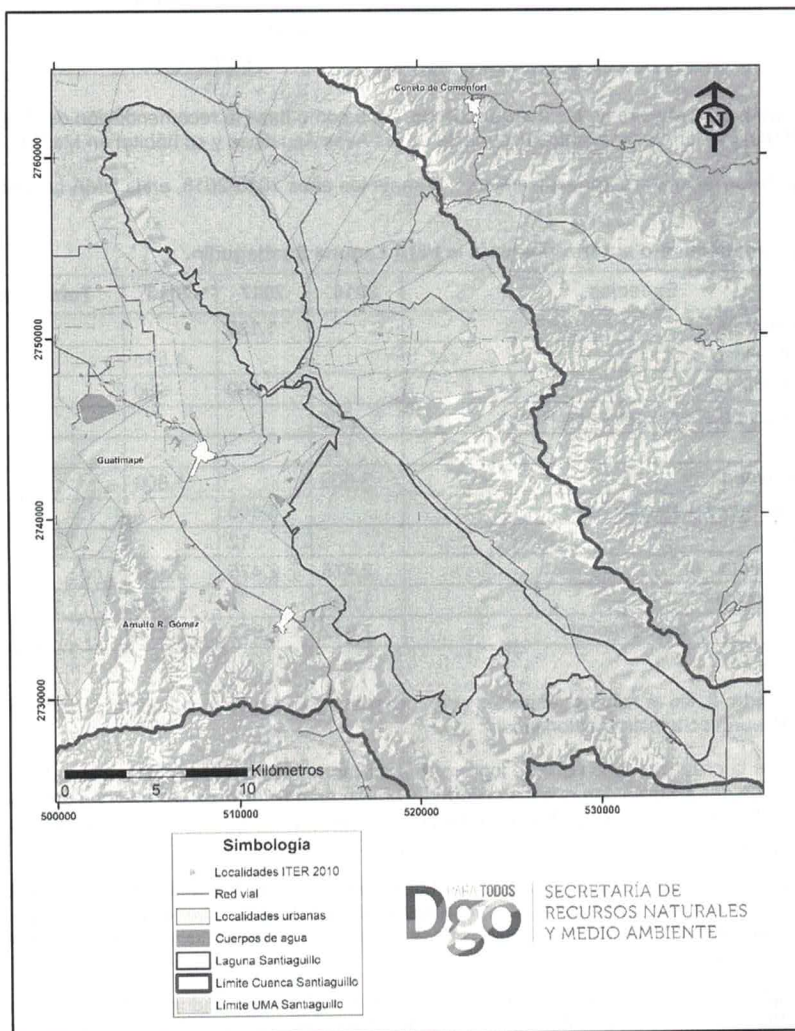 Coneto de Comonfort
N
2760000
2750000
Guatimapé
2740000
Arnulfo R. Gómez
2730000
Kilómetros
0 5 10
500000 510000 520000 530000
Simbología
Localidades ITER 2010
Red vial
Localidades urbanas
Cuerpos de agua
Laguna Santiaguillo
Límite Cuenca Santiaguillo
Límite UMA Santiaguillo
Dgo PARA TODOS
SECRETARÍA DE
RECURSOS NATURALES
Y MEDIO AMBIENTE